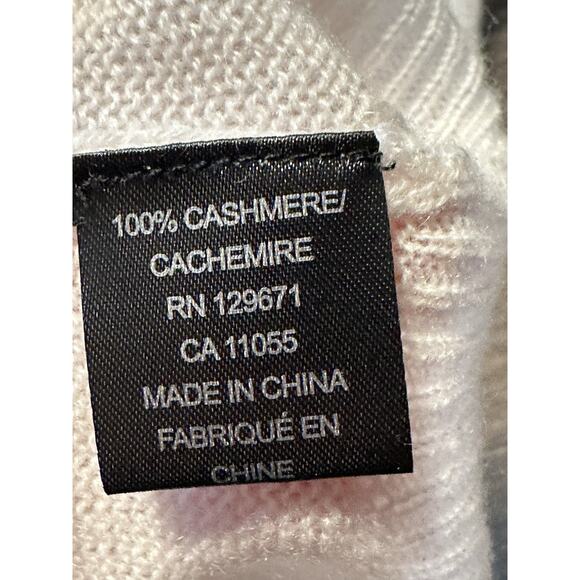 100% CASHMERE/
CACHEMIRE
RN 129671
CA 11055
MADE IN CHINA
FABRIQUÉ EN
CHINE